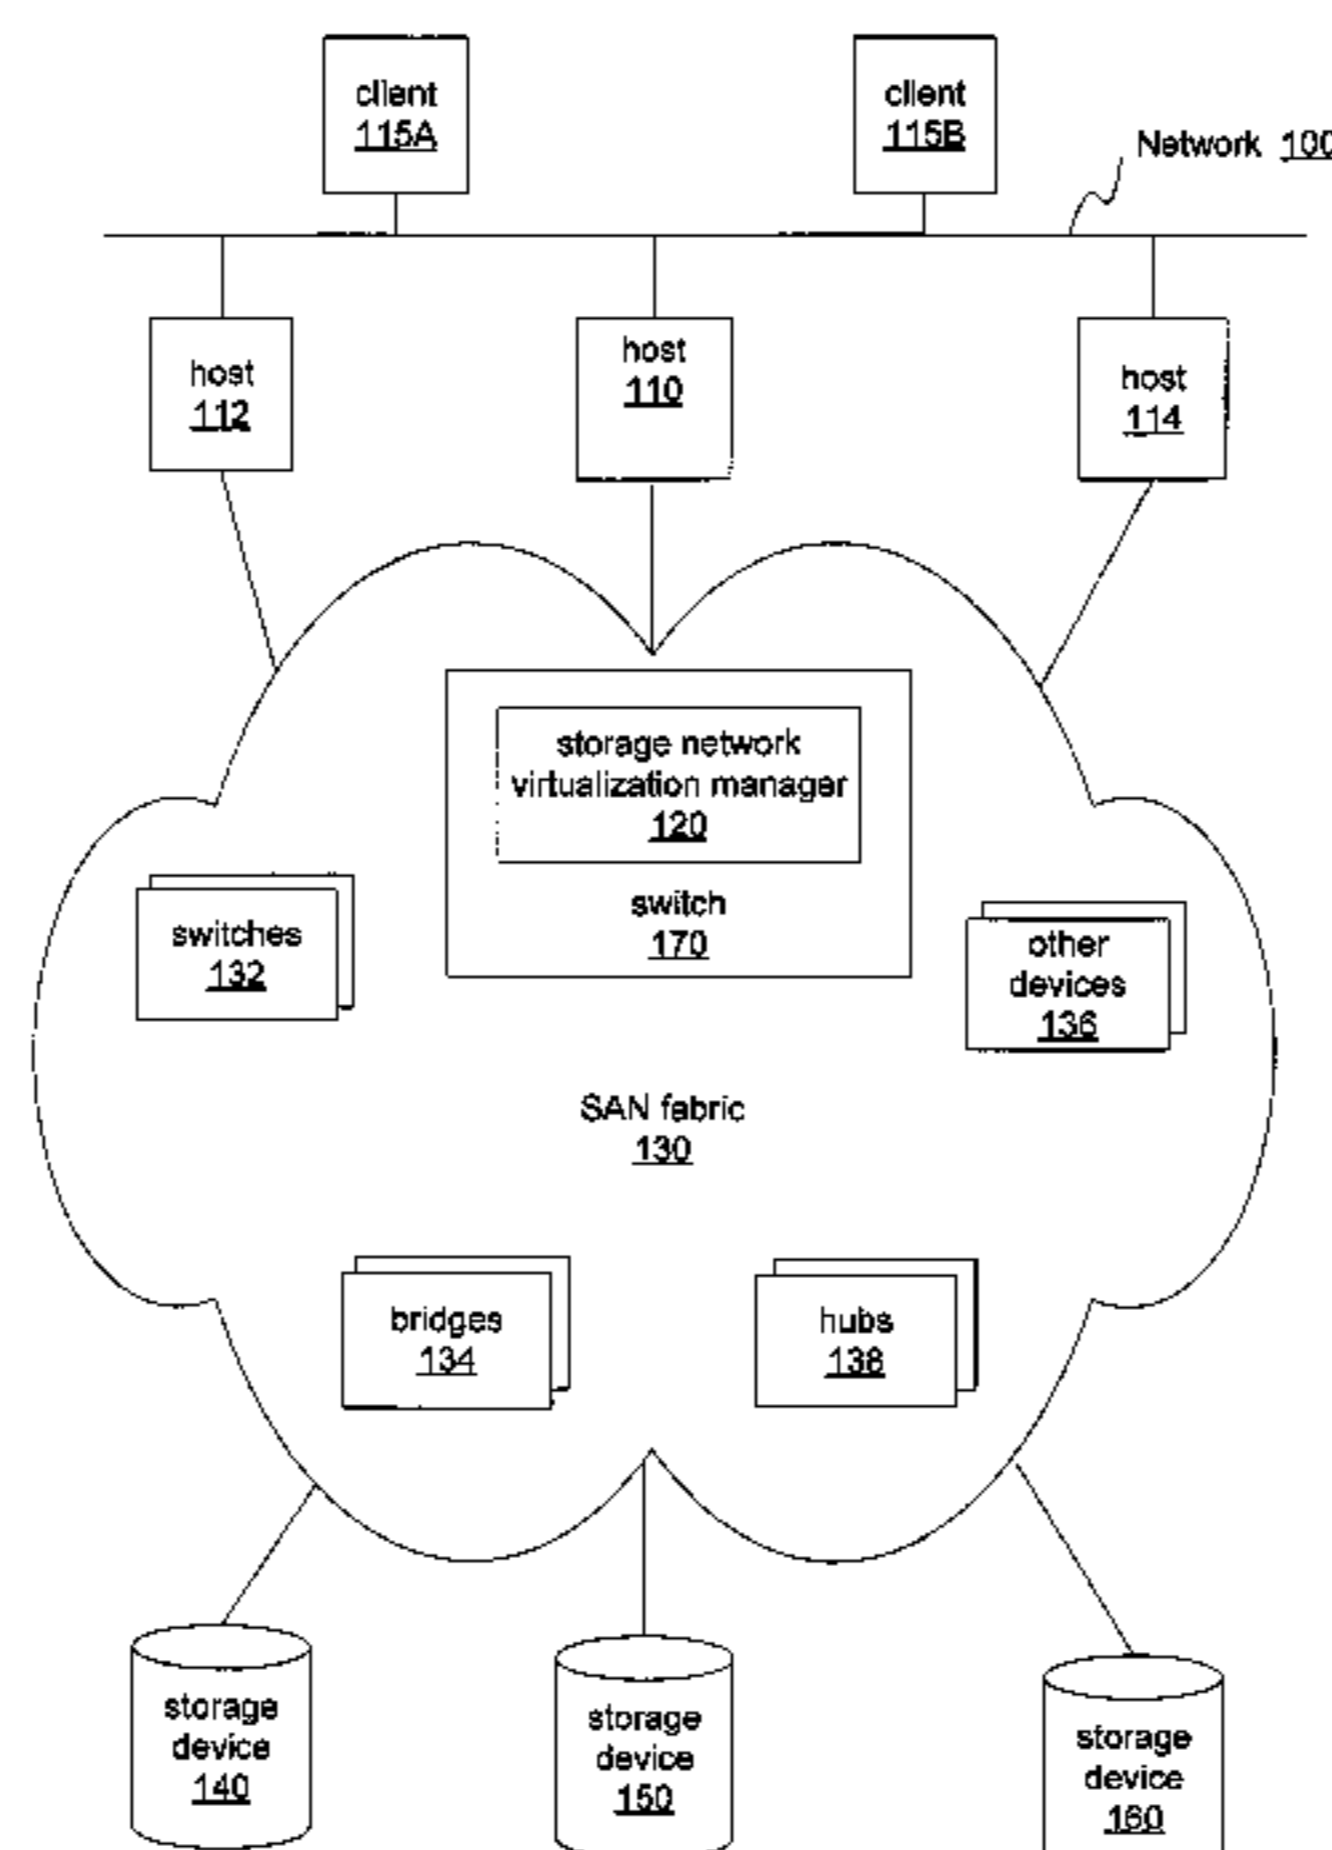 client
115A
client
115B
Network 100
host
112
host
110
host
114
storage network
virtualization manager
120
switch
170
switches
132
other
devices
136
SAN fabric
130
bridges
134
hubs
138
storage
device
140
storage
device
150
storage
device
160